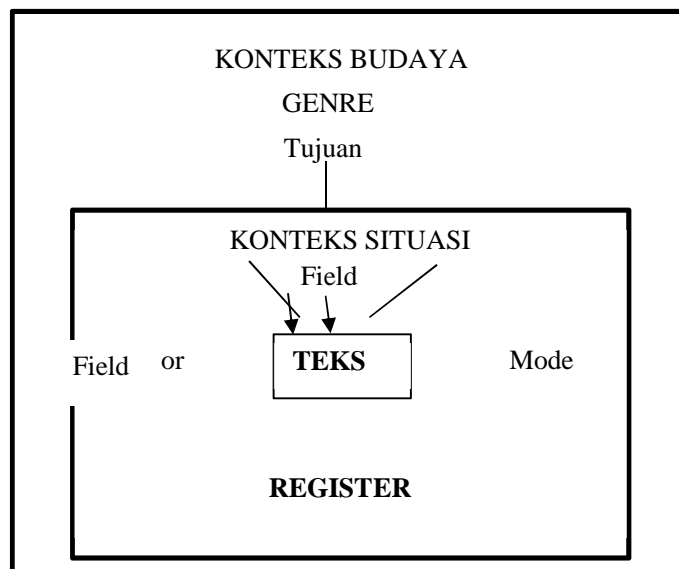 KONTEKS BUDAYA
GENRE
Tujuan
KONTEKS SITUASI
Field
Field or TEKS Mode
REGISTER